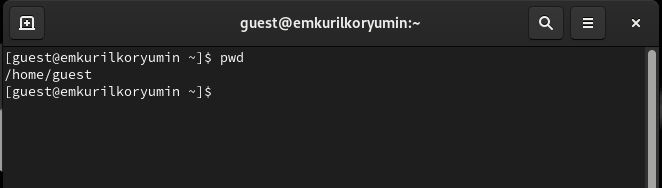 guest@emkurilkoryumin:~
[guest@emkurilkoryumin ~]$ pwd
/home/guest
[guest@emkurilkoryumin ~]$